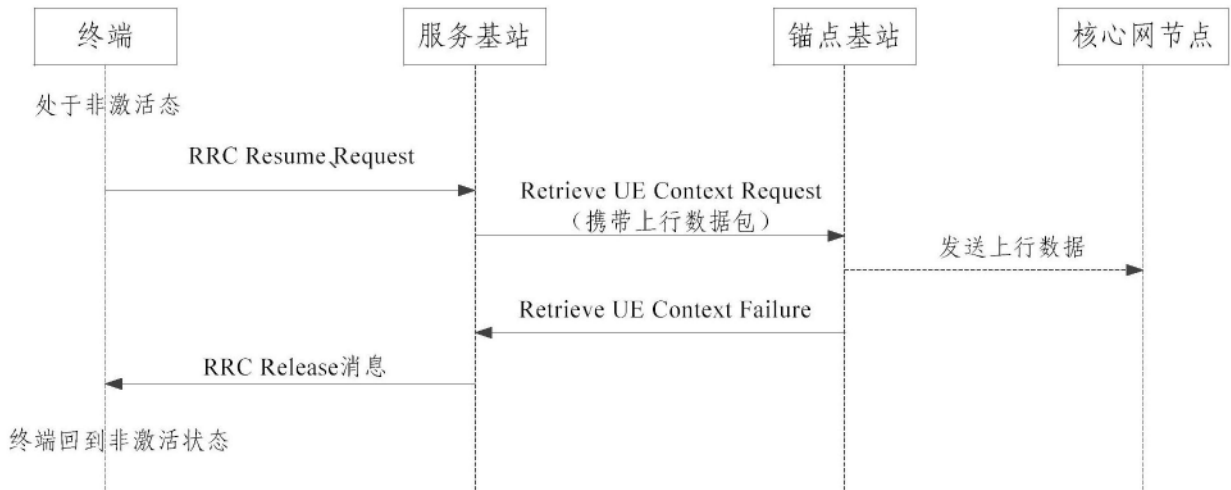 终端
服务基站
锚点基站
核心网节点
处于非激活态
RRC Resume、Request
Retrieve UE Context Request
（携带上行数据包）
发送上行数据
Retrieve UE Context Failure
RRC Release消息
终端回到非激活状态